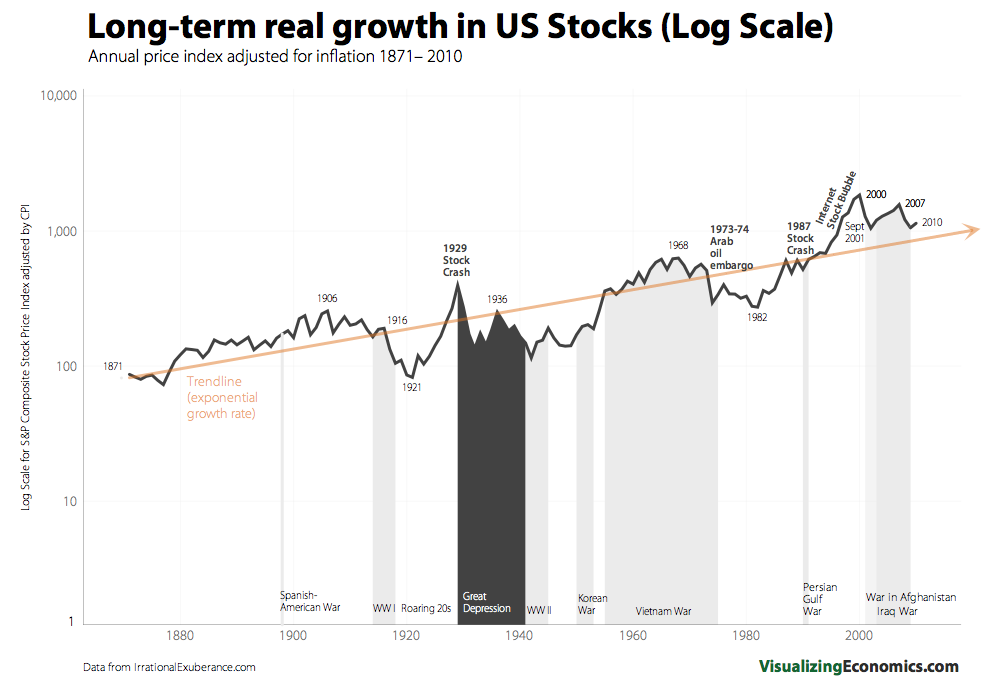 Long-term real growth in US Stocks (Log Scale)
Annual price index adjusted for inflation 1871– 2010
Log Scale for S&P Composite Stock Price Index adjusted by CPI
10,000
1,000
100
10
1
1871
Trendline
(exponential
growth rate)
1906
1916
1921
1929
Stock
Crash
1936
1968
1973-74
Arab
oil
embargo
1982
1987
Stock
Crash
Internet
Stock Bubble
Sept
2001
2000
2007
2010
Spanish-
American War
WW I
Roaring 20s
Great
Depression
WW II
Korean
War
Vietnam War
Persian
Gulf
War
War in Afghanistan
Iraq War
1880
1900
1920
1940
1960
1980
2000
Data from IrrationalExuberance.com
VisualizingEconomics.com